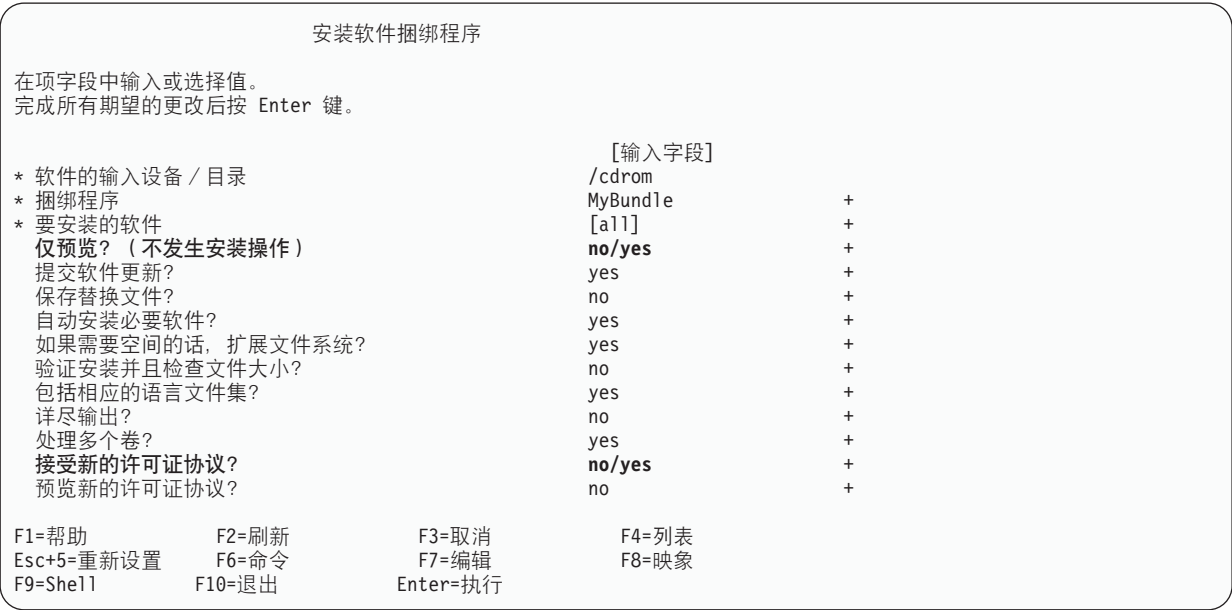 安装软件捆绑程序
在项字段中输入或选择值。
完成所有期望的更改后按 Enter 键。
[输入字段]
* 软件的输入设备/目录 /cdrom
* 捆绑程序 MyBundle +
* 要安装的软件 [all] +
仅预览?(不发生安装操作) no/yes +
提交软件更新? yes +
保存替换文件? no +
自动安装必要软件? yes +
如果需要空间的话, 扩展文件系统? yes +
验证安装并且检查文件大小? no +
包括相应的语言文件集? yes +
详尽输出? no +
处理多个卷? yes +
接受新的许可证协议? no/yes +
预览新的许可证协议? no +
F1=帮助 F2=刷新 F3=取消 F4=列表
Esc+5=重新设置 F6=命令 F7=编辑 F8=映象
F9=Shell F10=退出 Enter=执行